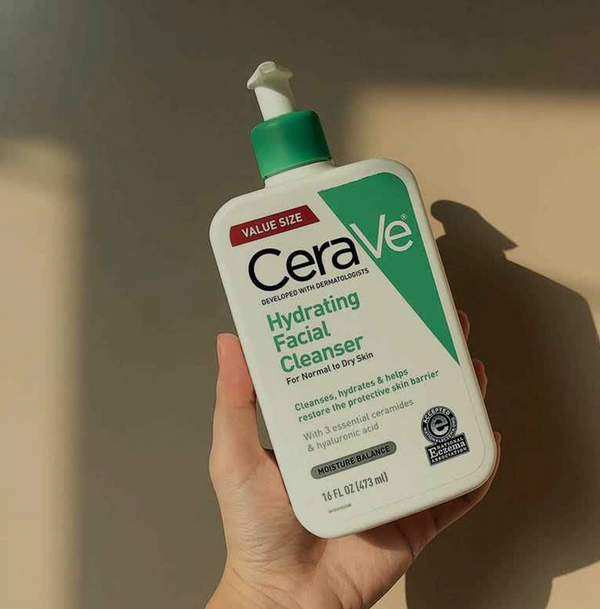 VALUE SIZE
CeraVe®
DEVELOPED WITH DERMATOLOGISTS
Hydrating
Facial
Cleanser
For Normal to Dry Skin
Cleanses, hydrates & helps
restore the protective skin barrier
With 3 essential ceramides
& hyaluronic acid
ACCEPTED
e
NATIONAL
Eczema
ASSOCIATION
MOISTURE BALANCE
16 FL OZ (473 ml)